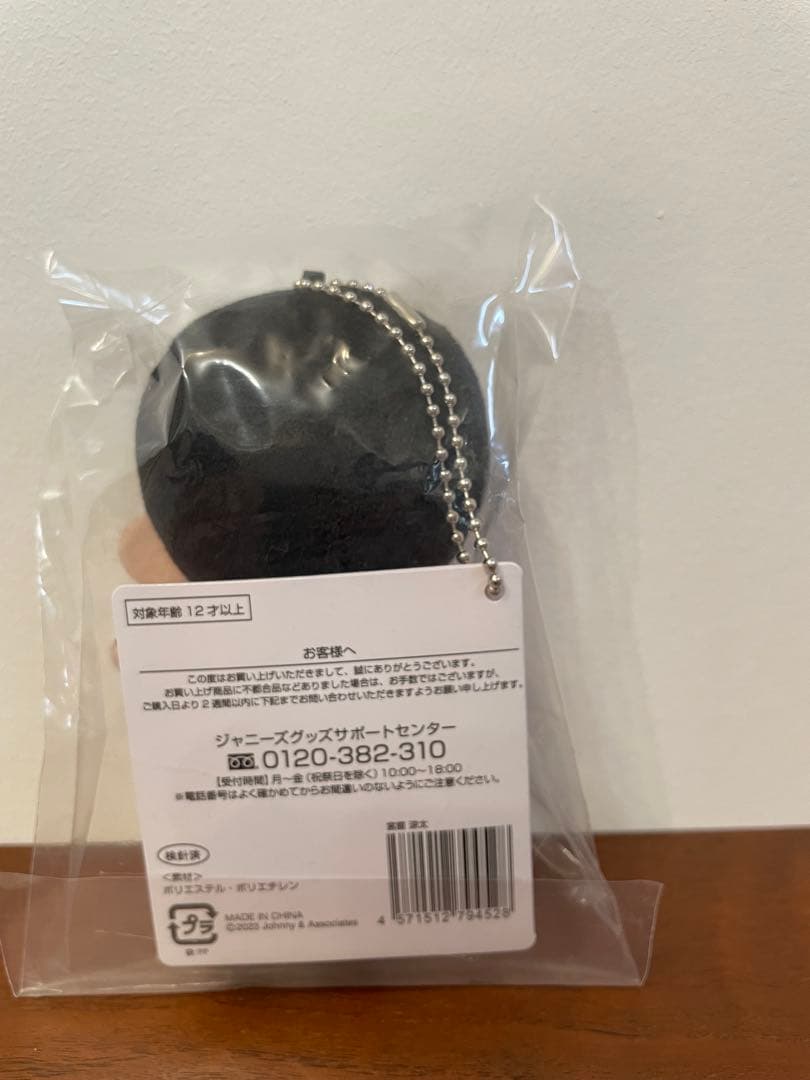 対象年齢12才以上
お客様へ
この度はお買い上げいただきまして、誠にありがとうございます。
お買い上げ商品に不都合品などありました場合は、お手数ではございますが、
ご購入日より2週間以内に下記までお問い合わせいただきますようお願い申し上げます。
ジャニーズグッズサポートセンター
0120-382-310
【受付時間】月〜金(祝祭日を除く)10:00〜18:00
※電話番号はよく確かめてからお間違いのないようにご注意ください。
宮舘 涼太
検針済
<素材>
ポリエステル・ポリエチレン
プラ
MADE IN CHINA
©2023 Johnny & Associates
4 571512 794528